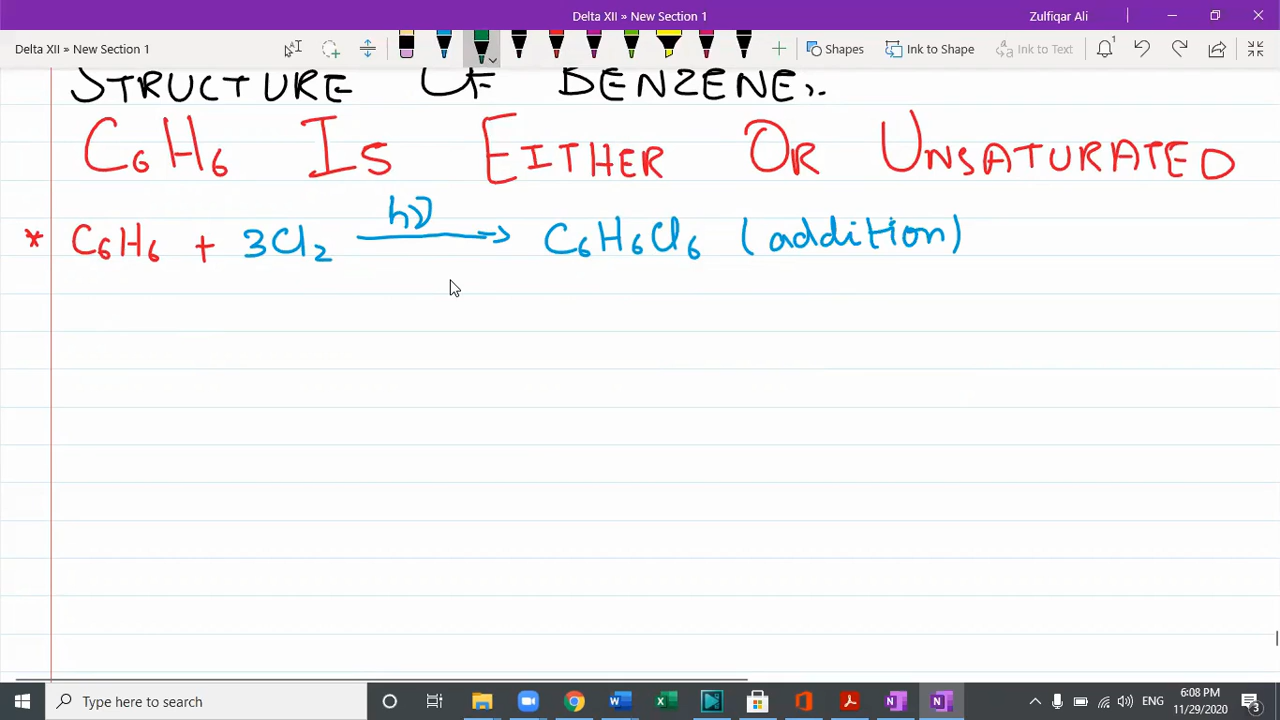 Delta XII » New Section 1
Zulfiqar Ali
Delta XII » New Section 1
Shapes
Ink to Shape
Ink to Text
STRUCTURE OF BENZENE:
C6H6 IS EITHER OR UNSATURATED
* C6H6 + 3Cl2 hν → C6H6Cl6 (addition)
Type here to search
ENG
6:08 PM
11/29/2020
3